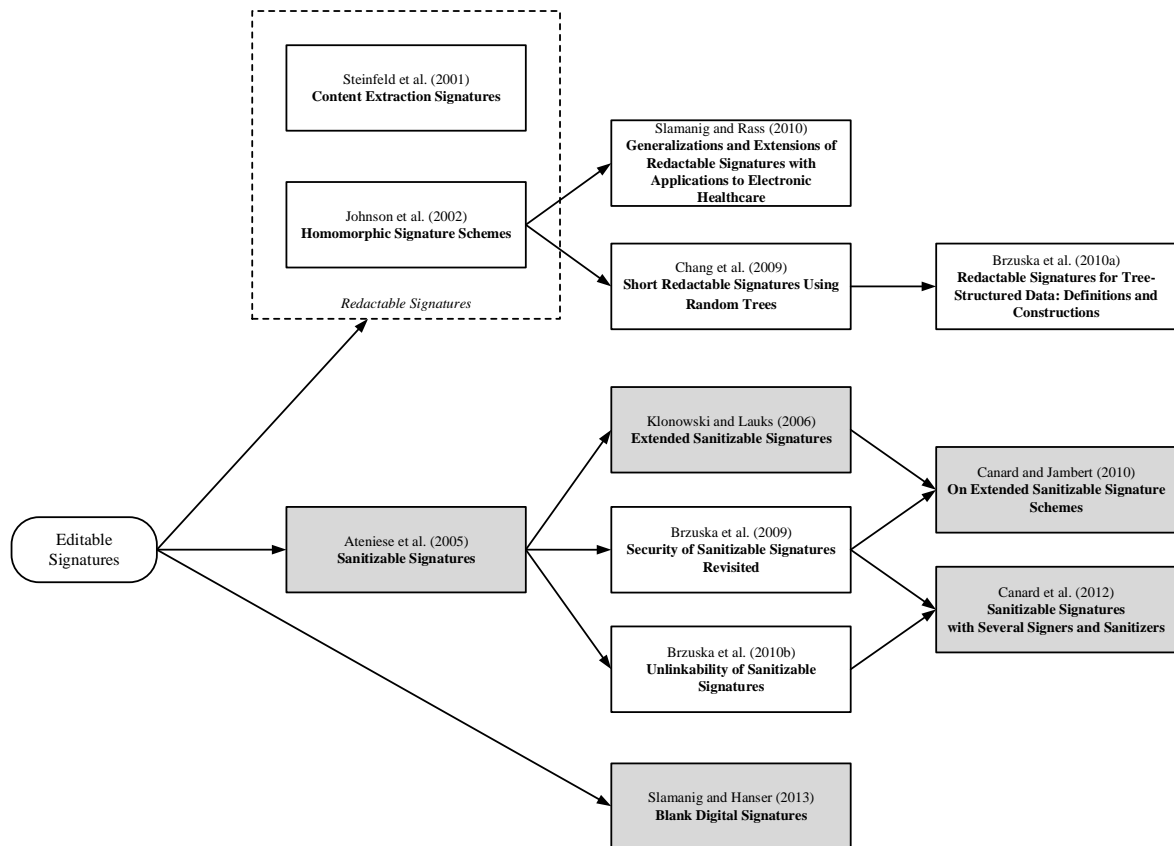 Steinfeld et al. (2001)
Content Extraction Signatures
Johnson et al. (2002)
Homomorphic Signature Schemes
Redactable Signatures
Slamanig and Rass (2010)
Generalizations and Extensions of
Redactable Signatures with
Applications to Electronic
Healthcare
Chang et al. (2009)
Short Redactable Signatures Using
Random Trees
Brzuska et al. (2010a)
Redactable Signatures for Tree-
Structured Data: Definitions and
Constructions
Editable
Signatures
Ateniese et al. (2005)
Sanitizable Signatures
Klonowski and Lauks (2006)
Extended Sanitizable Signatures
Brzuska et al. (2009)
Security of Sanitizable Signatures
Revisited
Brzuska et al. (2010b)
Unlinkability of Sanitizable
Signatures
Canard and Jambert (2010)
On Extended Sanitizable Signature
Schemes
Canard et al. (2012)
Sanitizable Signatures
with Several Signers and Sanitizers
Slamanig and Hanser (2013)
Blank Digital Signatures